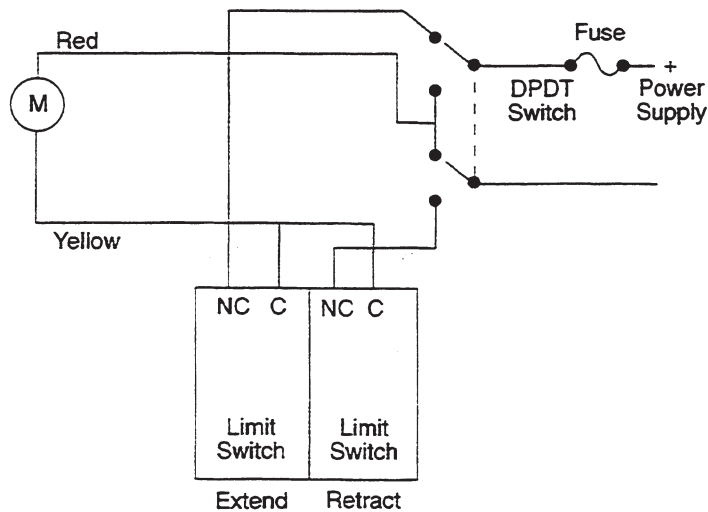 Red
Fuse
M
+
DPDT
Switch
Power
Supply
Yellow
NC C
NC C
Limit
Switch
Limit
Switch
Extend
Retract